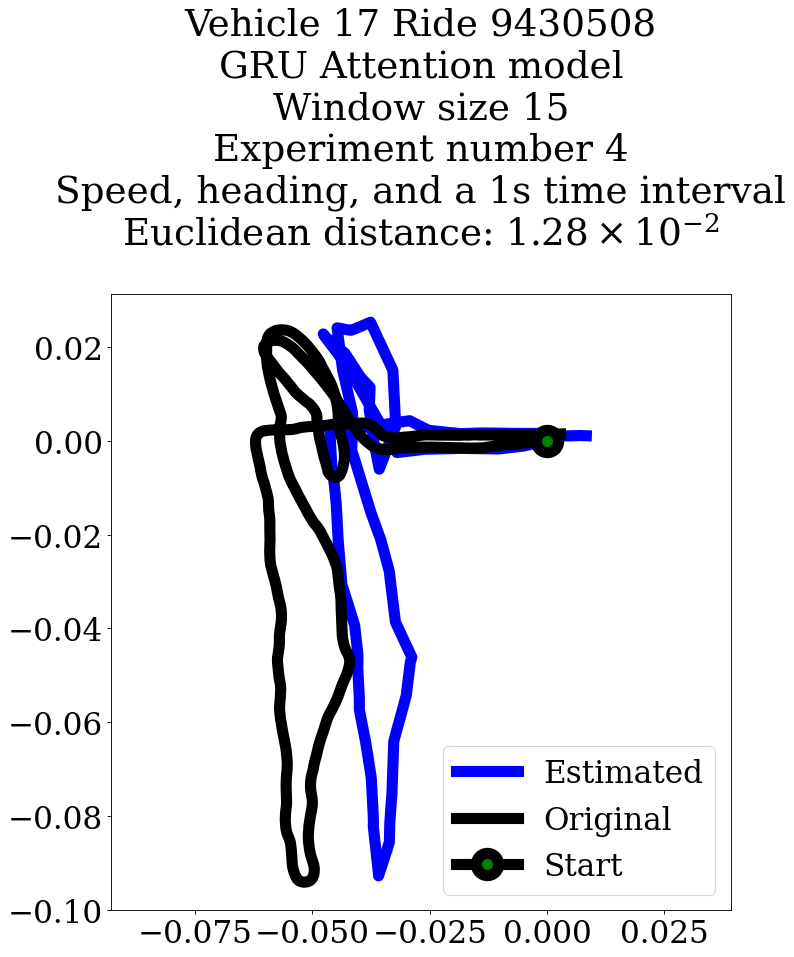 Vehicle 17 Ride 9430508
GRU Attention model
Window size 15
Experiment number 4
Speed, heading, and a 1s time interval
Euclidean distance: 1.28 × 10⁻²
0.02
0.00
−0.02
−0.04
−0.06
−0.08
−0.10
Estimated
Original
Start
−0.075 −0.050 −0.025 0.000 0.025